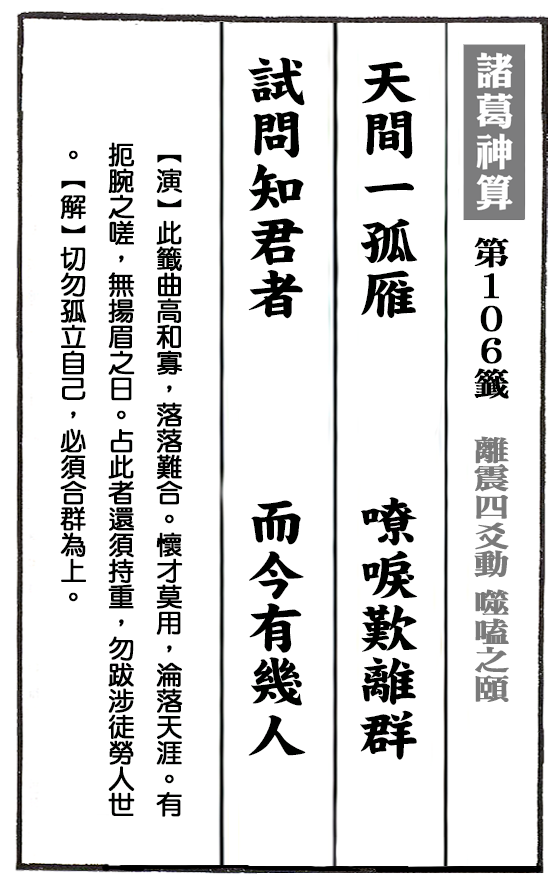 諸葛神算 第106籤 離震四爻動 噬嗑之頤
天間一孤雁 嘹唳歎離群
試問知君者 而今有幾人
【演】此籤曲高和寡，落落難合。懷才莫用，淪落天涯。有
扼腕之嗟，無揚眉之日。占此者還須持重，勿跋涉徒勞人世
。【解】切勿孤立自己，必須合群為上。